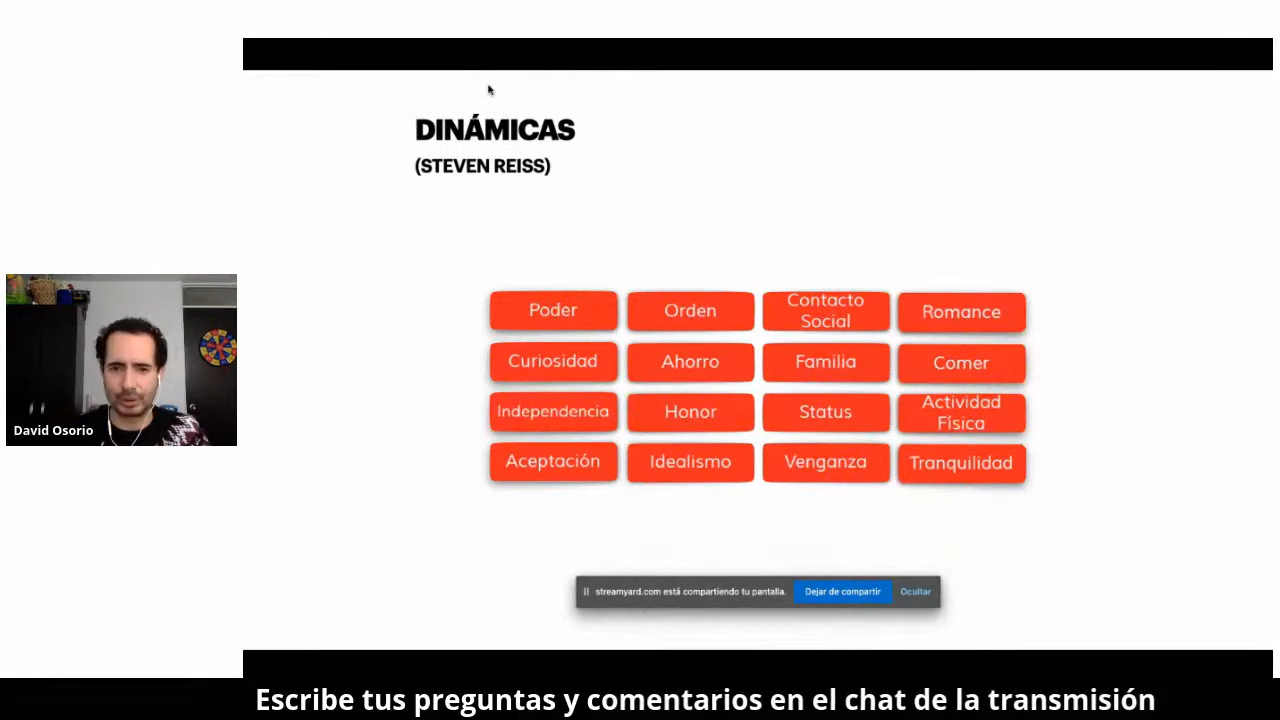 DINÁMICAS
(STEVEN REISS)
Poder
Orden
Contacto
Social
Romance
Curiosidad
Ahorro
Familia
Comer
Independencia
Honor
Status
Actividad
Física
Aceptación
Idealismo
Venganza
Tranquilidad
David Osorio
streamyard.com está compartiendo tu pantalla.
Dejar de compartir
Ocultar
Escribe tus preguntas y comentarios en el chat de la transmisión